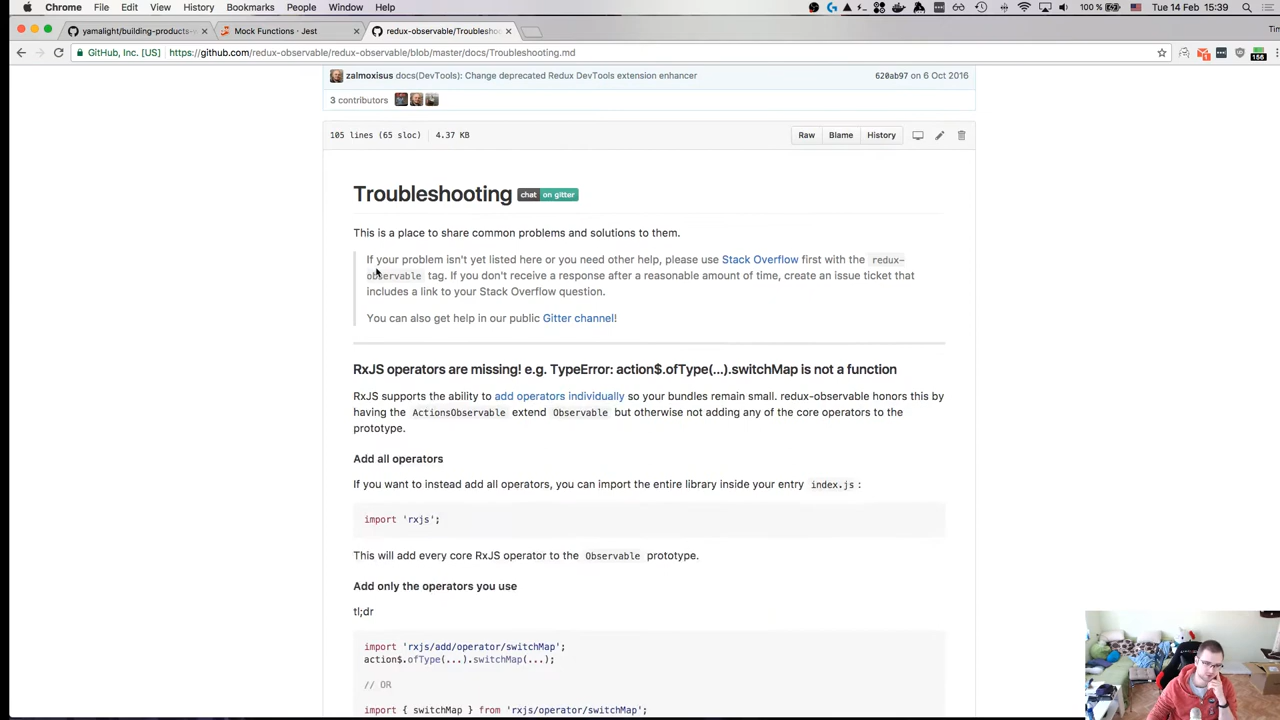 Chrome File Edit View History Bookmarks People Window Help 100 % Tue 14 Feb 15:39
yamalight/building-products- Mock Functions · Jest redux-observable/Troublesho
GitHub, Inc. [US] https://github.com/redux-observable/redux-observable/blob/master/docs/Troubleshooting.md 156
zalmoxisus docs(DevTools): Change deprecated Redux DevTools extension enhancer 620ab97 on 6 Oct 2016
3 contributors
105 lines (65 sloc) 4.37 KB Raw Blame History
Troubleshooting chat on gitter
This is a place to share common problems and solutions to them.
If your problem isn't yet listed here or you need other help, please use Stack Overflow first with the redux-
observable tag. If you don't receive a response after a reasonable amount of time, create an issue ticket that
includes a link to your Stack Overflow question.
You can also get help in our public Gitter channel!
RxJS operators are missing! e.g. TypeError: action$.ofType(...).switchMap is not a function
RxJS supports the ability to add operators individually so your bundles remain small. redux-observable honors this by
having the ActionsObservable extend Observable but otherwise not adding any of the core operators to the
prototype.
Add all operators
If you want to instead add all operators, you can import the entire library inside your entry index.js :
import 'rxjs';
This will add every core RxJS operator to the Observable prototype.
Add only the operators you use
tl;dr
import 'rxjs/add/operator/switchMap';
action$.ofType(...).switchMap(...);
// OR
import { switchMap } from 'rxjs/operator/switchMap';